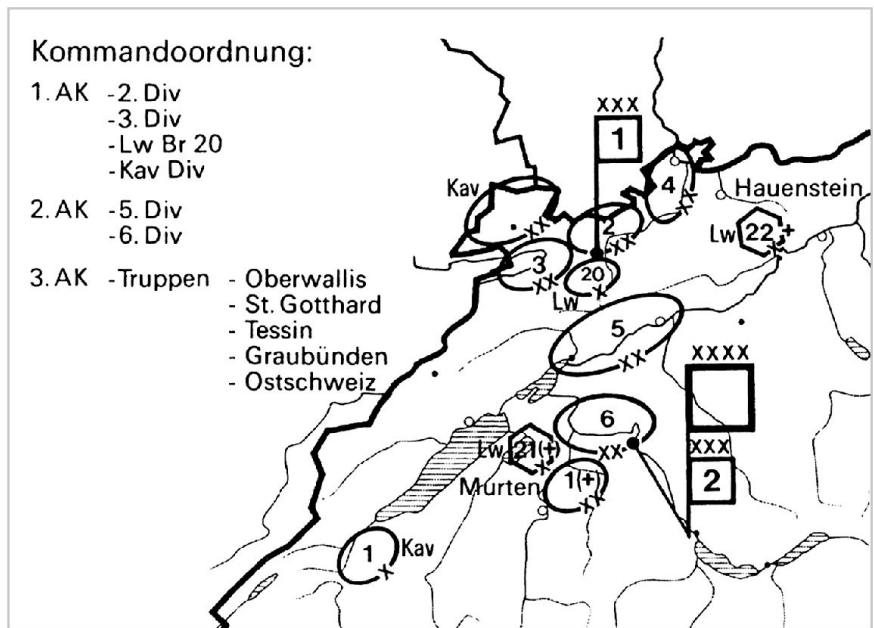 Kommandoordnung:
1. AK - 2. Div
- 3. Div
- Lw Br 20
- Kav Div
2. AK - 5. Div
- 6. Div
3. AK - Truppen - Oberwallis
- St. Gotthard
- Tessin
- Graubünden
- Ostschweiz
XXX
1
4
XX
Kav
XX
Hauenstein
2
XX
Lw 22 +
X
3
XX
20
X
Lw
5
XX
XXXX
6
XX
XXX
2
Lw 21(+)
X
Murten
1(+)
XX
1 Kav
X